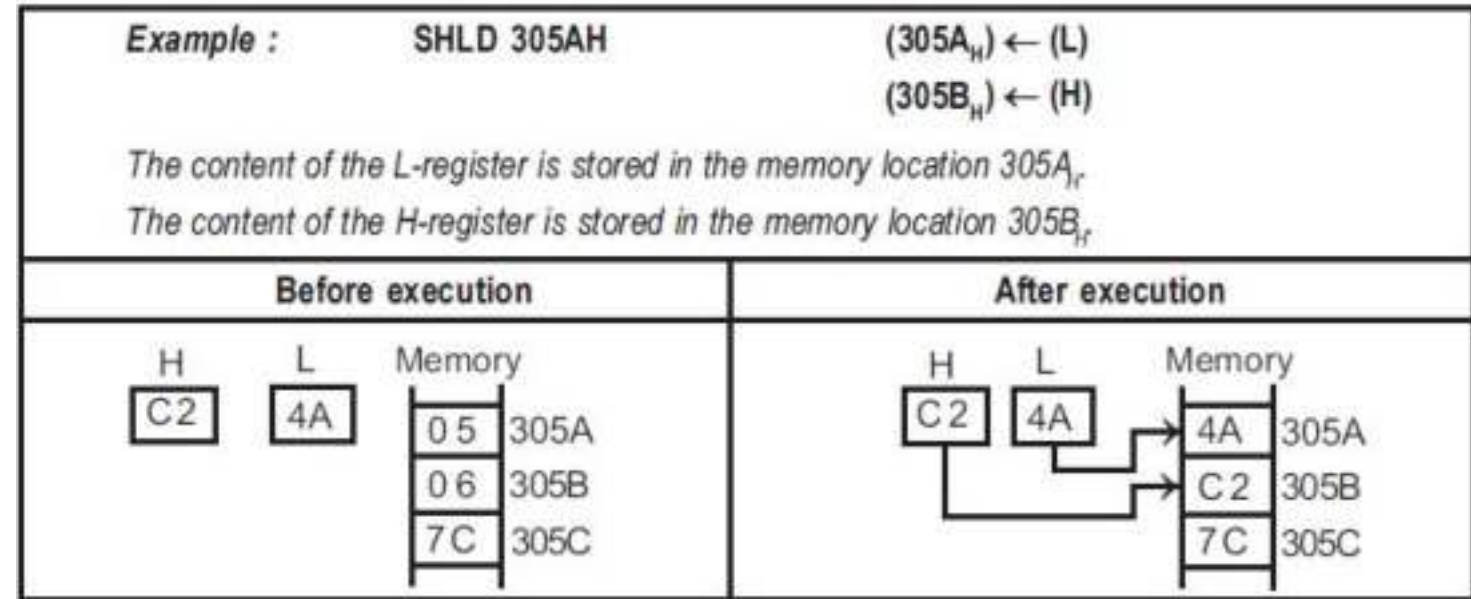 Example : SHLD 305AH (305A_H) ← (L)
(305B_H) ← (H)
The content of the L-register is stored in the memory location 305A_H.
The content of the H-register is stored in the memory location 305B_H.
Before execution After execution
H L Memory H L Memory
C2 4A 05 305A C2 4A 4A 305A
06 305B C2 305B
7C 305C 7C 305C